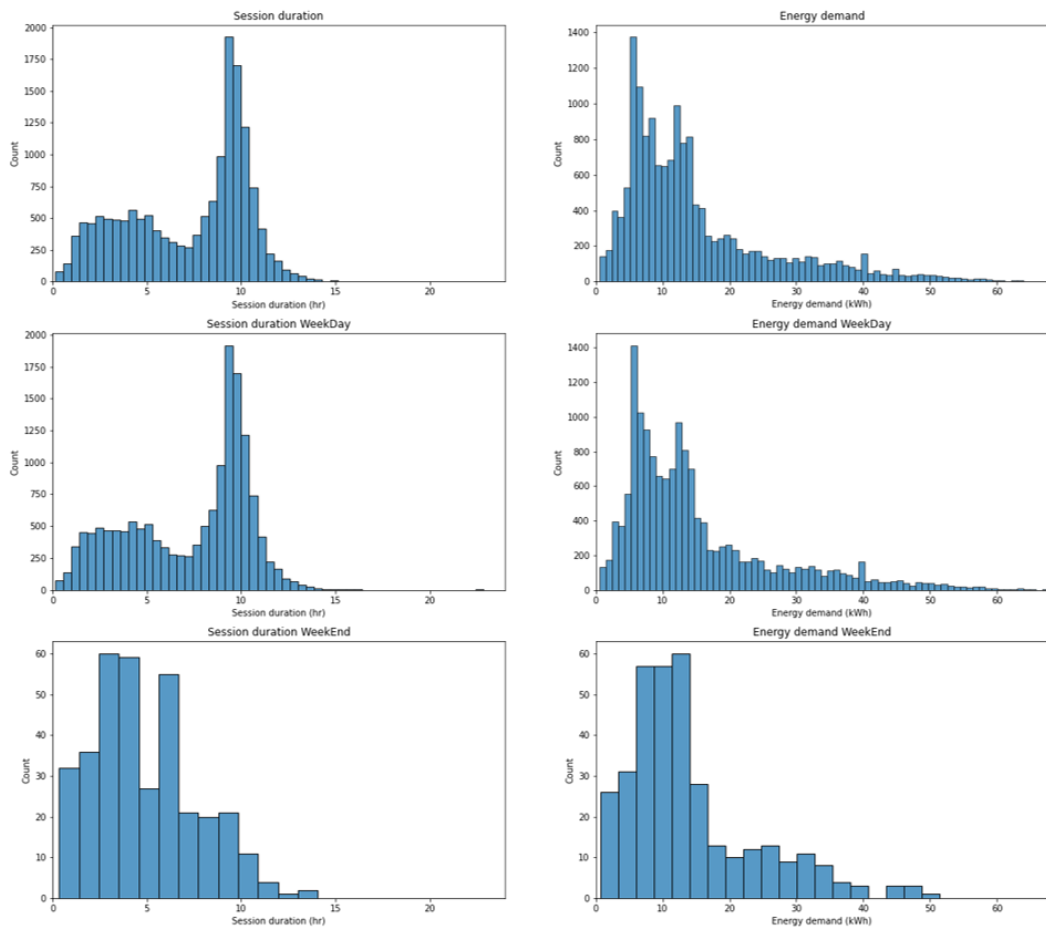 Session duration
2000
1750
1500
1250
1000
750
500
250
0
Count
0 5 10 15 20
Session duration (hr)
Energy demand
1400
1200
1000
800
600
400
200
0
Count
0 10 20 30 40 50 60
Energy demand (kWh)
Session duration WeekDay
2000
1750
1500
1250
1000
750
500
250
0
Count
0 5 10 15 20
Session duration (hr)
Energy demand WeekDay
1400
1200
1000
800
600
400
200
0
Count
0 10 20 30 40 50 60
Energy demand (kWh)
Session duration WeekEnd
60
50
40
30
20
10
0
Count
0 5 10 15 20
Session duration (hr)
Energy demand WeekEnd
60
50
40
30
20
10
0
Count
0 10 20 30 40 50 60
Energy demand (kWh)